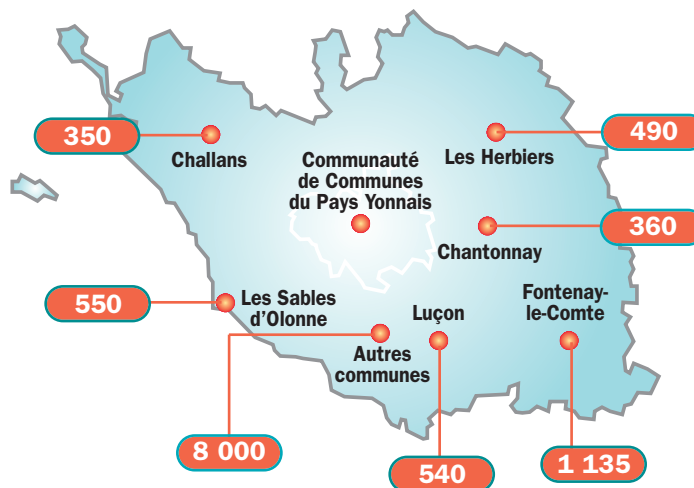 350
Challans
Communauté
de Communes
du Pays Yonnais
Les Herbiers
490
Chantonnay
360
550
Les Sables
d'Olonne
Autres
communes
8 000
Luçon
540
Fontenay-
le-Comte
1 135